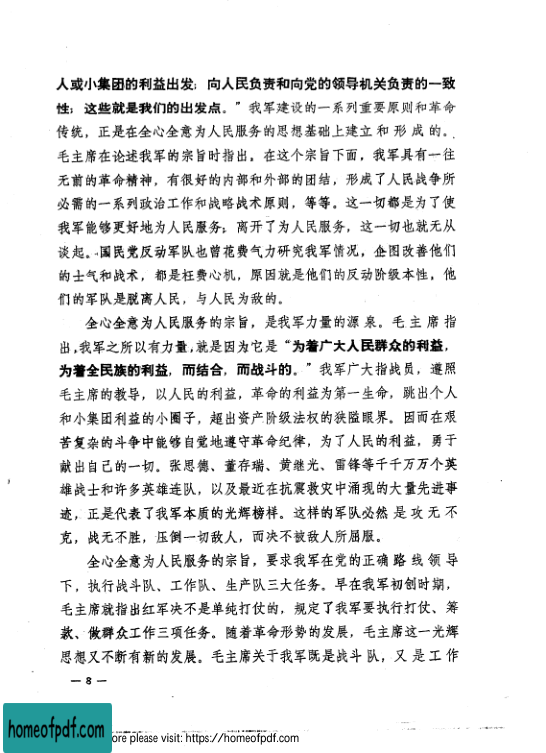 人或小集团的利益出发；向人民负责和向党的领导机关负责的一致
性；这些就是我们的出发点。”我军建设的一系列重要原则和革命
传统，正是在全心全意为人民服务的思想基础上建立和形成的。
毛主席在论述我军的宗旨时指出。在这个宗旨下面，我军具有一往
无前的革命精神，有很好的内部和外部的团结，形成了人民战争所
必需的一系列政治工作和战略战术原则，等等。这一切都是为了使
我军能够更好地为人民服务；离开了为人民服务，这一切也就无从
谈起。国民党反动军队也曾花费气力研究我军情况，企图改善他们
的士气和战术，都是枉费心机，原因就是他们的反动阶级本性，他
们的军队是脱离人民，与人民为敌的。
全心全意为人民服务的宗旨，是我军力量的源泉。毛主席指
出，我军之所以有力量，就是因为它是“为着广大人民群众的利益，
为着全民族的利益，而结合，而战斗的。”我军广大指战员，遵照
毛主席的教导，以人民的利益，革命的利益为第一生命，跳出个人
和小集团利益的小圈子，超出资产阶级法权的狭隘眼界。因而在艰
苦复杂的斗争中能够自觉地遵守革命纪律，为了人民的利益，勇于
献出自己的一切。张思德、董存瑞、黄继光、雷锋等千千万万个英
雄战士和许多英雄连队，以及最近在抗震救灾中涌现的大量先进事
迹，正是代表了我军本质的光辉榜样。这样的军队必然是攻无不
克，战无不胜，压倒一切敌人，而决不被敌人所屈服。
全心全意为人民服务的宗旨，要求我军在党的正确路线领导
下，执行战斗队、工作队、生产队三大任务。早在我军初创时期，
毛主席就指出红军决不是单纯打仗的，规定了我军要执行打仗、筹
款、做群众工作三项任务。随着革命形势的发展，毛主席这一光辉
思想又不断有新的发展。毛主席关于我军既是战斗队，又是工作
— 8 —
homeofpdf.com
ore please visit: https://homeofpdf.com